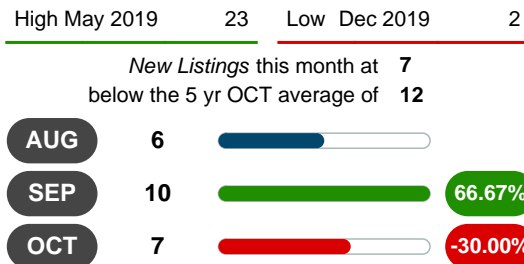 High May 2019 23 Low Dec 2019 2
New Listings this month at 7
below the 5 yr OCT average of 12
AUG 6
SEP 10 66.67%
OCT 7 -30.00%